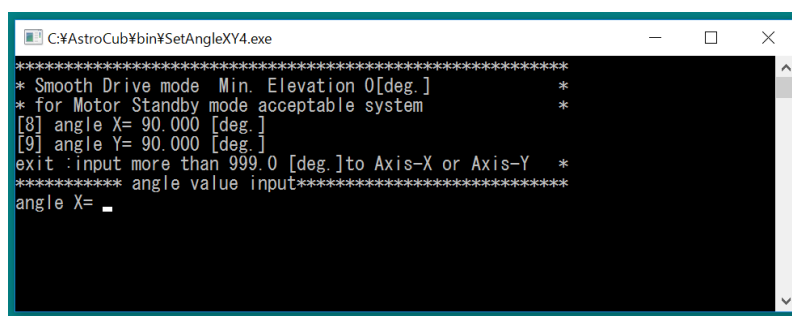 C:¥AstroCub¥bin¥SetAngleXY4.exe
************************************************************
* Smooth Drive mode  Min. Elevation 0[deg.]              *
* for Motor Standby mode acceptable system               *
[8] angle X= 90.000 [deg.]
[9] angle Y= 90.000 [deg.]
exit :input more than 999.0 [deg.]to Axis-X or Axis-Y   *
*********** angle value input*****************************
angle X= _